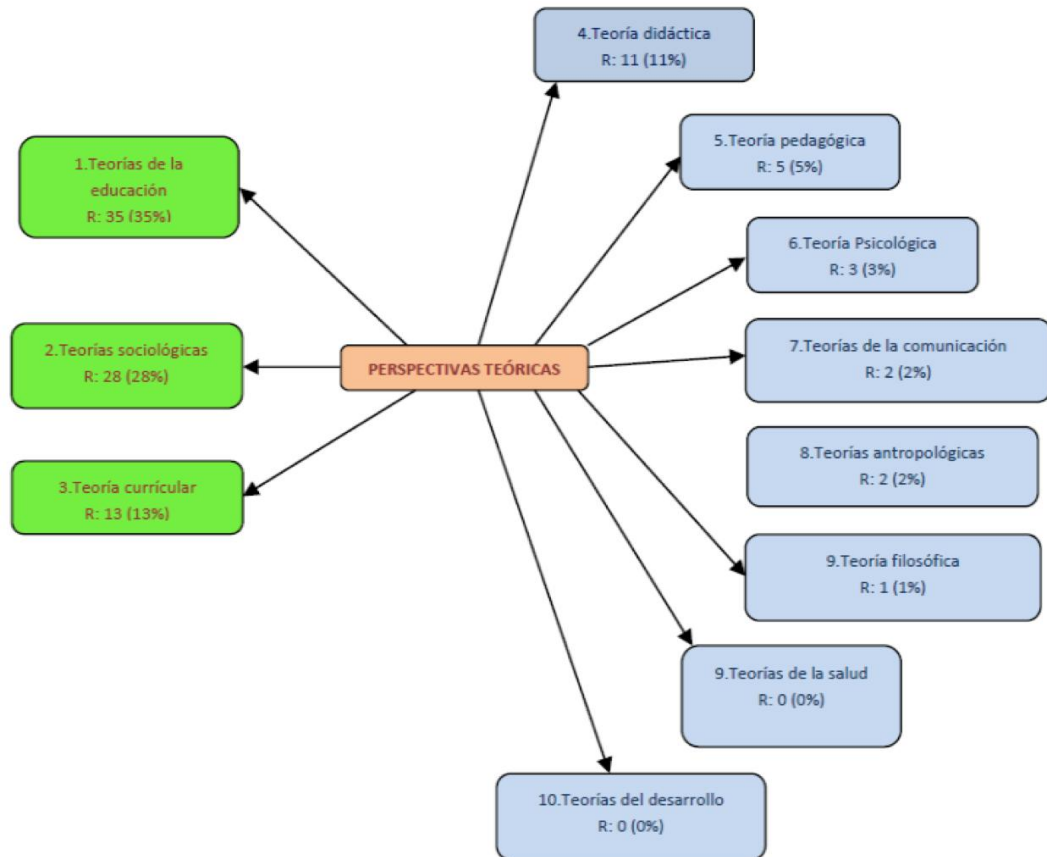 1.Teorías de la
educación
R: 35 (35%)
2.Teorías sociológicas
R: 28 (28%)
3.Teoría currícular
R: 13 (13%)
PERSPECTIVAS TEÓRICAS
4.Teoría didáctica
R: 11 (11%)
5.Teoría pedagógica
R: 5 (5%)
6.Teoría Psicológica
R: 3 (3%)
7.Teorías de la comunicación
R: 2 (2%)
8.Teorías antropológicas
R: 2 (2%)
9.Teoría filosófica
R: 1 (1%)
9.Teorías de la salud
R: 0 (0%)
10.Teorías del desarrollo
R: 0 (0%)